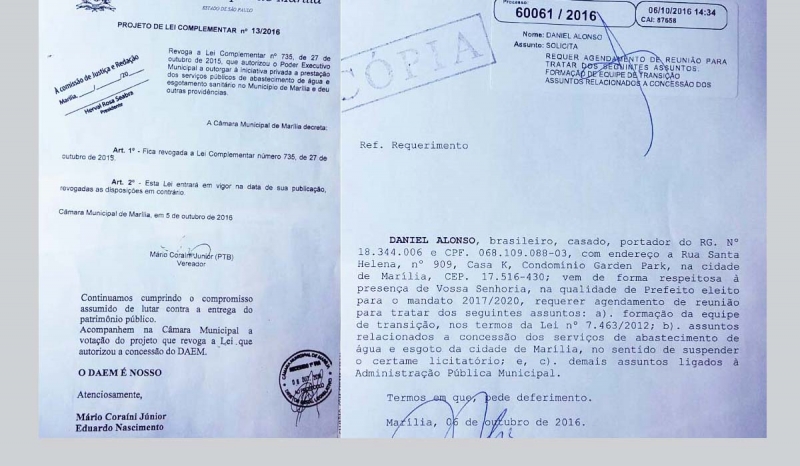 ESTADO DE SÃO PAULO
PROJETO DE LEI COMPLEMENTAR nº 13/2016
À comissão de Justiça e Redação
Marília, ___/___/20___
Herval Rosa Seabra
Presidente
Revoga a Lei Complementar nº 735, de 27 de
outubro de 2015, que autorizou o Poder Executivo
Municipal a outorgar à iniciativa privada a prestação
dos serviços públicos de abastecimento de água e
esgotamento sanitário no Município de Marília e deu
outras providências.
A Câmara Municipal de Marília decreta:
Art. 1º - Fica revogada a Lei Complementar número 735, de 27 de
outubro de 2015.
Art. 2º - Esta Lei entrará em vigor na data de sua publicação,
revogadas as disposições em contrário.
Câmara Municipal de Marília, em 5 de outubro de 2016
Mário Coraíni Júnior (PTB)
Vereador
Continuamos cumprindo o compromisso
assumido de lutar contra a entrega do
patrimônio público.
Acompanhem na Câmara Municipal a
votação do projeto que revoga a Lei que
autorizou a concessão do DAEM.
O DAEM É NOSSO
Atenciosamente,
Mário Coraíni Júnior
Eduardo Nascimento
CÓPIA
Processo:
60061 / 2016
06/10/2016 14:34
CAI: 87658
Nome: DANIEL ALONSO
Assunto: SOLICITA
REQUER AGENDAMENTO DE REUNIÃO PARA
TRATAR DOS SEGUINTES ASSUNTOS:
FORMAÇÃO DE EQUIPE DE TRANSIÇÃO
ASSUNTOS RELACIONADOS A CONCESSÃO DOS
Ref. Requerimento
DANIEL ALONSO, brasileiro, casado, portador do RG. Nº
18.344.006 e CPF. 068.109.088-03, com endereço a Rua Santa
Helena, nº 909, Casa K, Condomínio Garden Park, na cidade
de Marília, CEP. 17.516-430; vem de forma respeitosa à
presença de Vossa Senhoria, na qualidade de Prefeito eleito
para o mandato 2017/2020, requerer agendamento de reunião
para tratar dos seguintes assuntos: a). formação da equipe
de transição, nos termos da Lei nº 7.463/2012; b). assuntos
relacionados a concessão dos serviços de abastecimento de
água e esgoto da cidade de Marília, no sentido de suspender
o certame licitatório; e, c). demais assuntos ligados à
Administração Pública Municipal.
Termos em que, pede deferimento.
Marília, 06 de outubro de 2016.